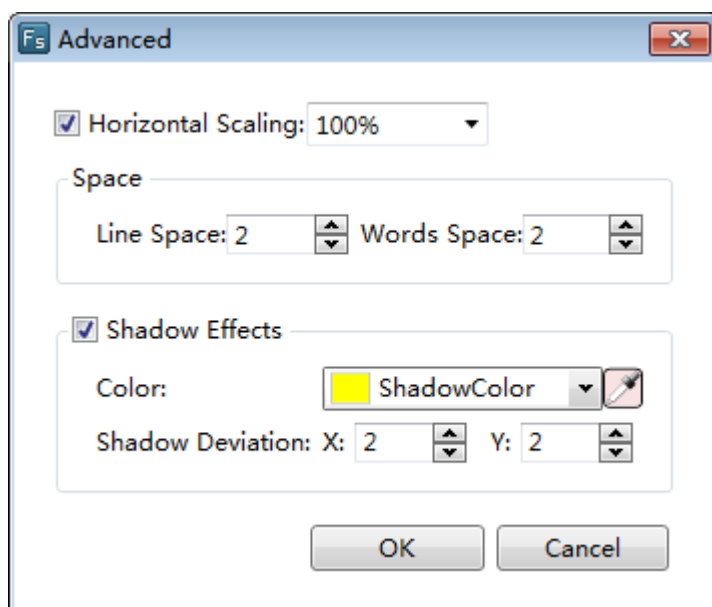 Fs Advanced
Horizontal Scaling: 100%
Space
Line Space: 2 Words Space: 2
Shadow Effects
Color: ShadowColor
Shadow Deviation: X: 2 Y: 2
OK Cancel